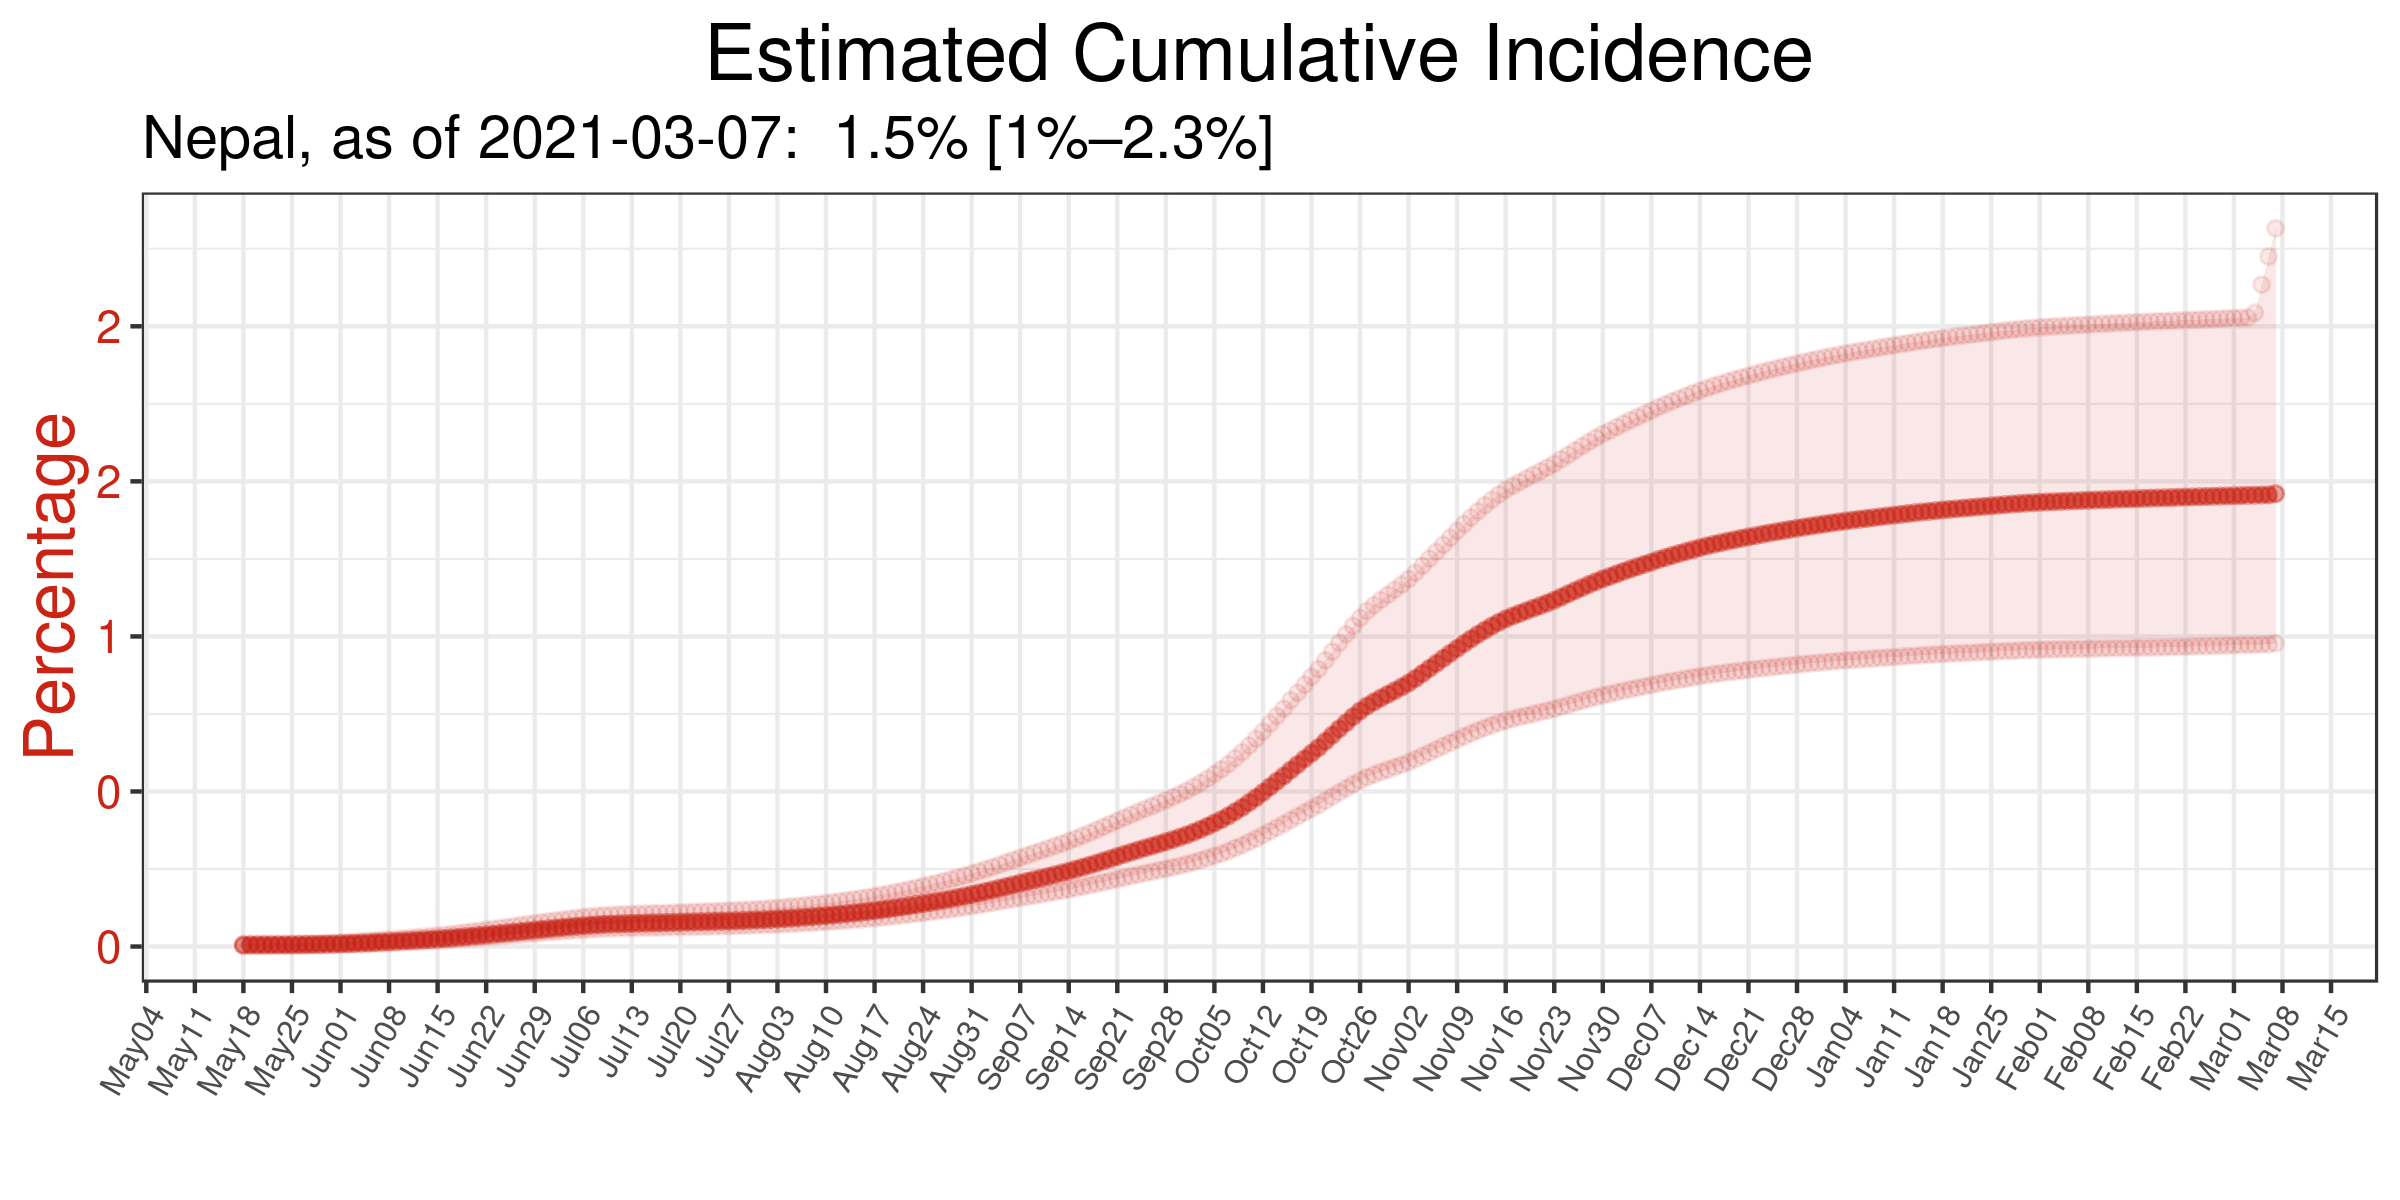 Estimated Cumulative Incidence
Nepal, as of 2021-03-07:  1.5% [1%–2.3%]
Percentage
2
2
1
0
0
May04
May11
May18
May25
Jun01
Jun08
Jun15
Jun22
Jun29
Jul06
Jul13
Jul20
Jul27
Aug03
Aug10
Aug17
Aug24
Aug31
Sep07
Sep14
Sep21
Sep28
Oct05
Oct12
Oct19
Oct26
Nov02
Nov09
Nov16
Nov23
Nov30
Dec07
Dec14
Dec21
Dec28
Jan04
Jan11
Jan18
Jan25
Feb01
Feb08
Feb15
Feb22
Mar01
Mar08
Mar15